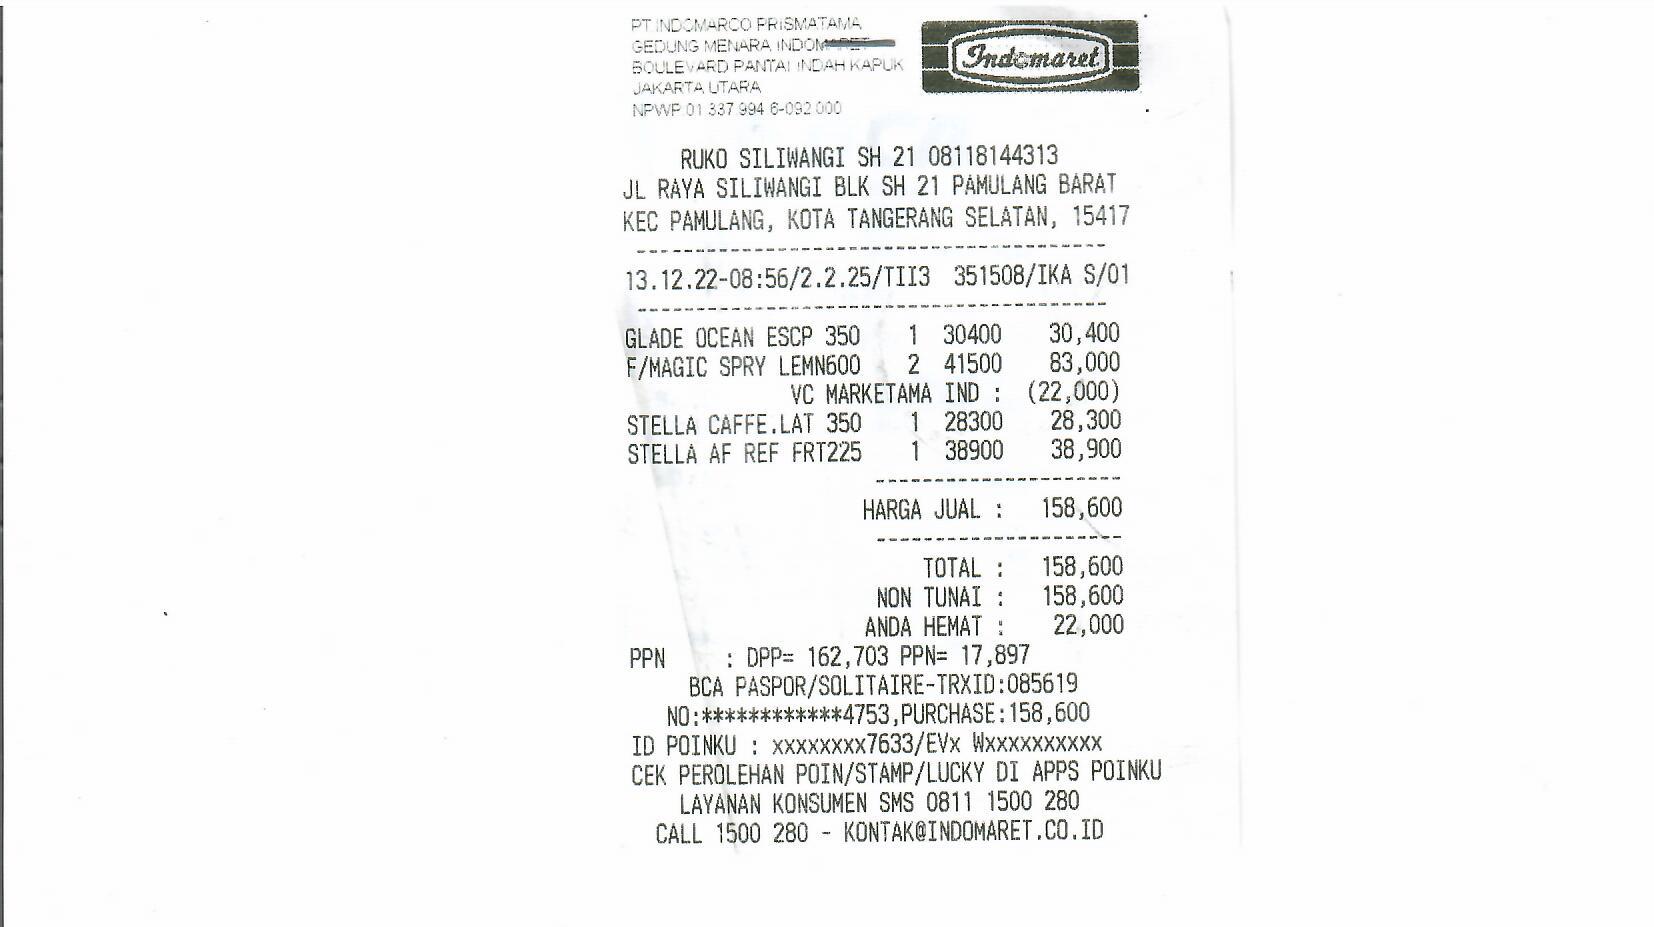 PT INDOMARCO PRISMATAMA
GEDUNG MENARA INDOMARET
BOULEVARD PANTAI INDAH KAPUK
JAKARTA UTARA
NPWP 01 337 994 6-092 000
Indomaret
RUKO SILIWANGI SH 21 08118144313
JL RAYA SILIWANGI BLK SH 21 PAMULANG BARAT
KEC PAMULANG, KOTA TANGERANG SELATAN, 15417
13.12.22-08:56/2.2.25/TII3 351508/IKA S/01
GLADE OCEAN ESCP 350 1 30400 30,400
F/MAGIC SPRY LEMN600 2 41500 83,000
VC MARKETAMA IND : (22,000)
STELLA CAFFE.LAT 350 1 28300 28,300
STELLA AF REF FRT225 1 38900 38,900
HARGA JUAL : 158,600
TOTAL : 158,600
NON TUNAI : 158,600
ANDA HEMAT : 22,000
PPN : DPP= 162,703 PPN= 17,897
BCA PASPOR/SOLITAIRE-TRXID:085619
NO:************4753,PURCHASE:158,600
ID POINKU : xxxxxxxx7633/EVx Wxxxxxxxxxx
CEK PEROLEHAN POIN/STAMP/LUCKY DI APPS POINKU
LAYANAN KONSUMEN SMS 0811 1500 280
CALL 1500 280 - KONTAK@INDOMARET.CO.ID